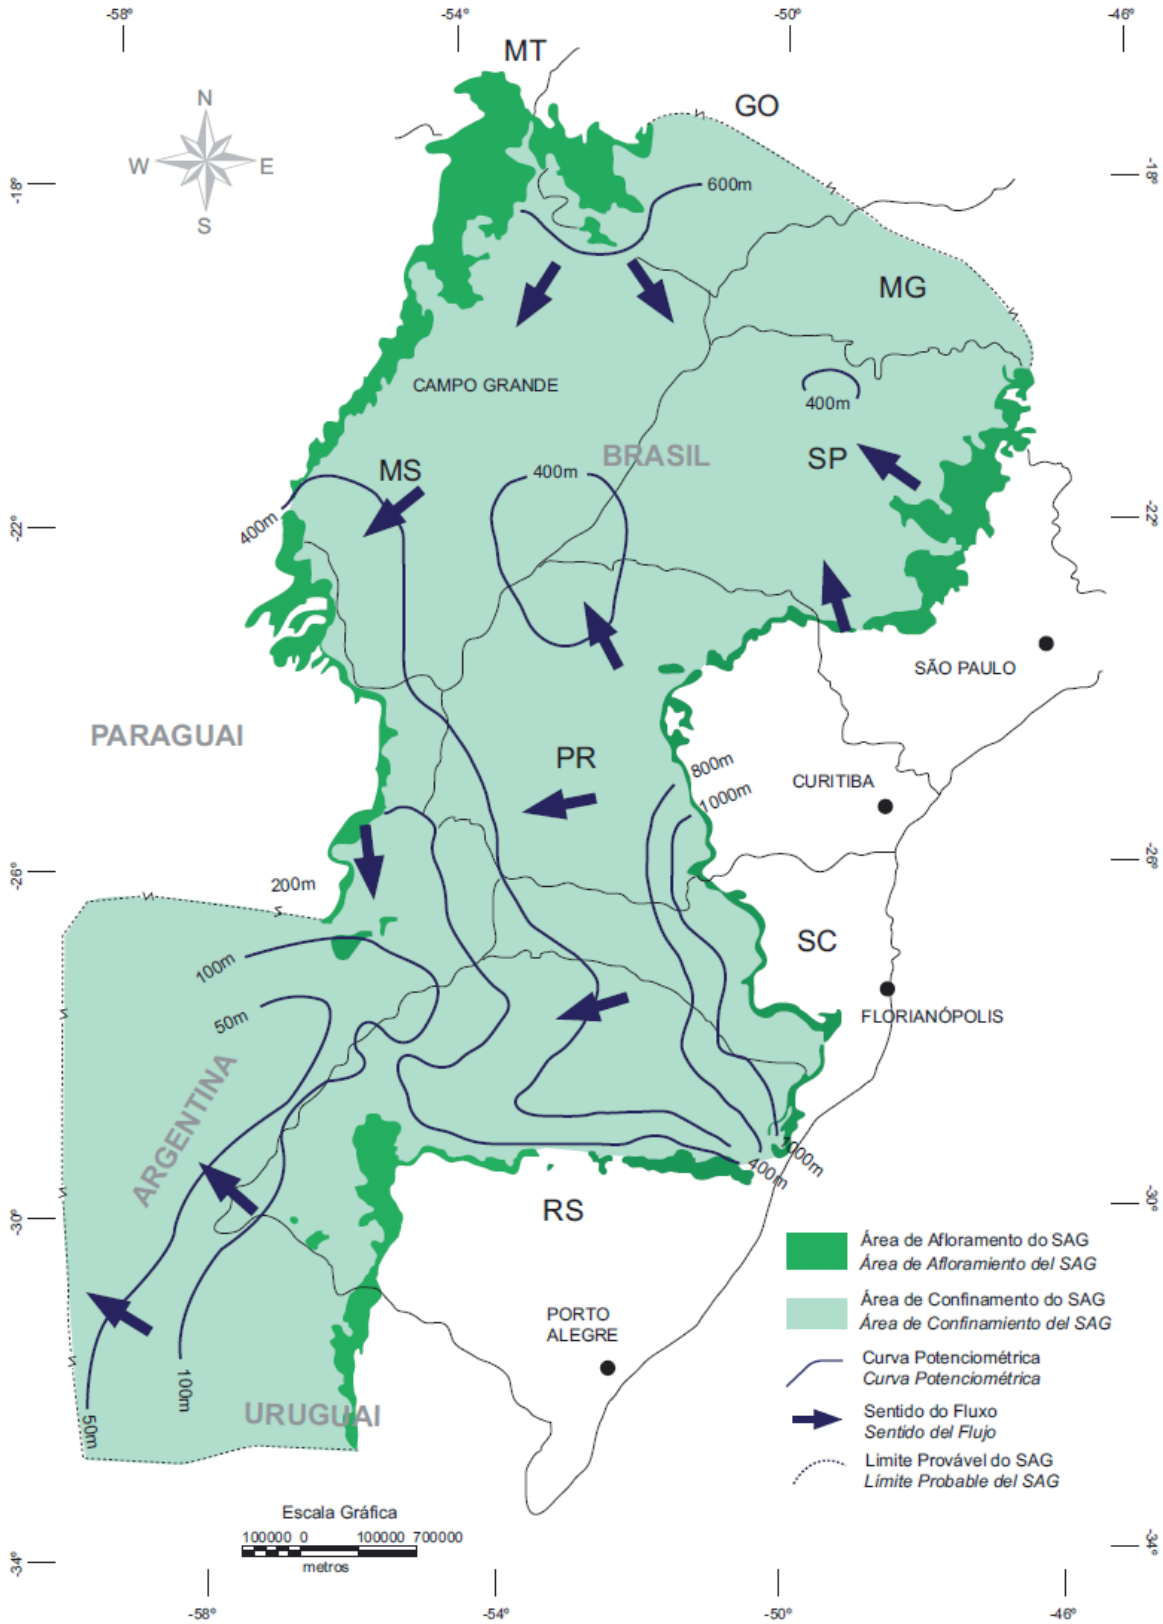 -58°
-54°
-50°
-46°
MT
GO
N
W
E
S
-18°
-18°
600m
MG
CAMPO GRANDE
400m
BRASIL
SP
MS
400m
400m
-22°
-22°
SÃO PAULO
PARAGUAI
PR
800m
1000m
CURITIBA
-26°
-26°
200m
SC
100m
50m
FLORIANÓPOLIS
ARGENTINA
1000m
400m
RS
-30°
-30°
Área de Afloramento do SAG
Área de Afloramiento del SAG
Área de Confinamento do SAG
Área de Confinamiento del SAG
PORTO
ALEGRE
Curva Potenciométrica
Curva Potenciométrica
100m
50m
URUGUAI
Sentido do Fluxo
Sentido del Flujo
Limite Provável do SAG
Límite Probable del SAG
Escala Gráfica
100000 0 100000 700000
metros
-34°
-34°
-58°
-54°
-50°
-46°